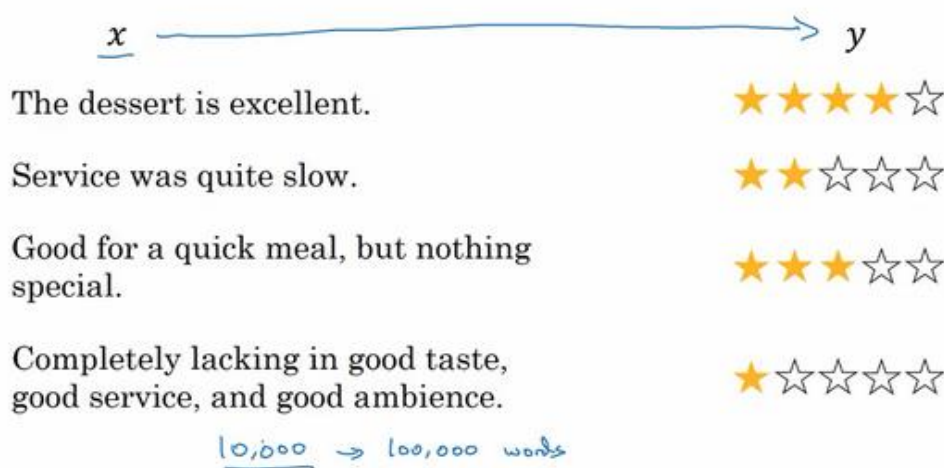 x → y
The dessert is excellent. ★★★★☆
Service was quite slow. ★★☆☆☆
Good for a quick meal, but nothing
special. ★★★☆☆
Completely lacking in good taste,
good service, and good ambience. ★☆☆☆☆
10,000 → 100,000 words